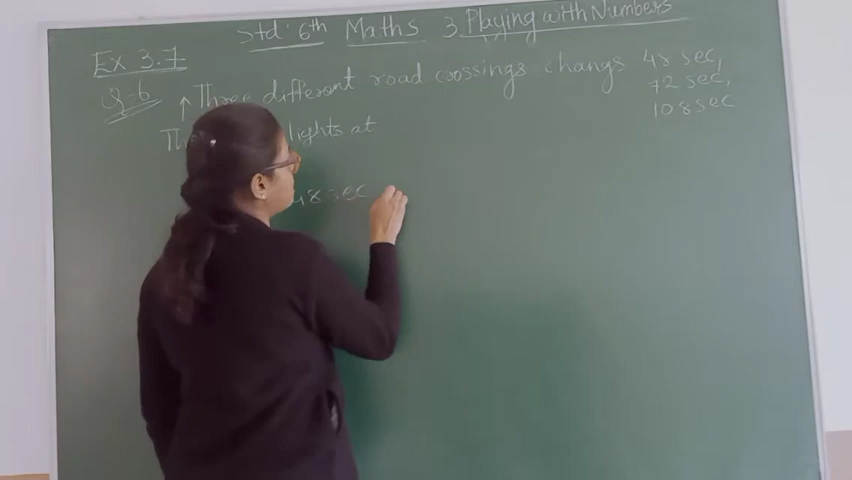 Std: 6th Maths 3. Playing with Numbers
Ex 3.7
Q-6 Three different road crossings changs 48 sec,
72 sec,
108 sec
lights at
48 sec